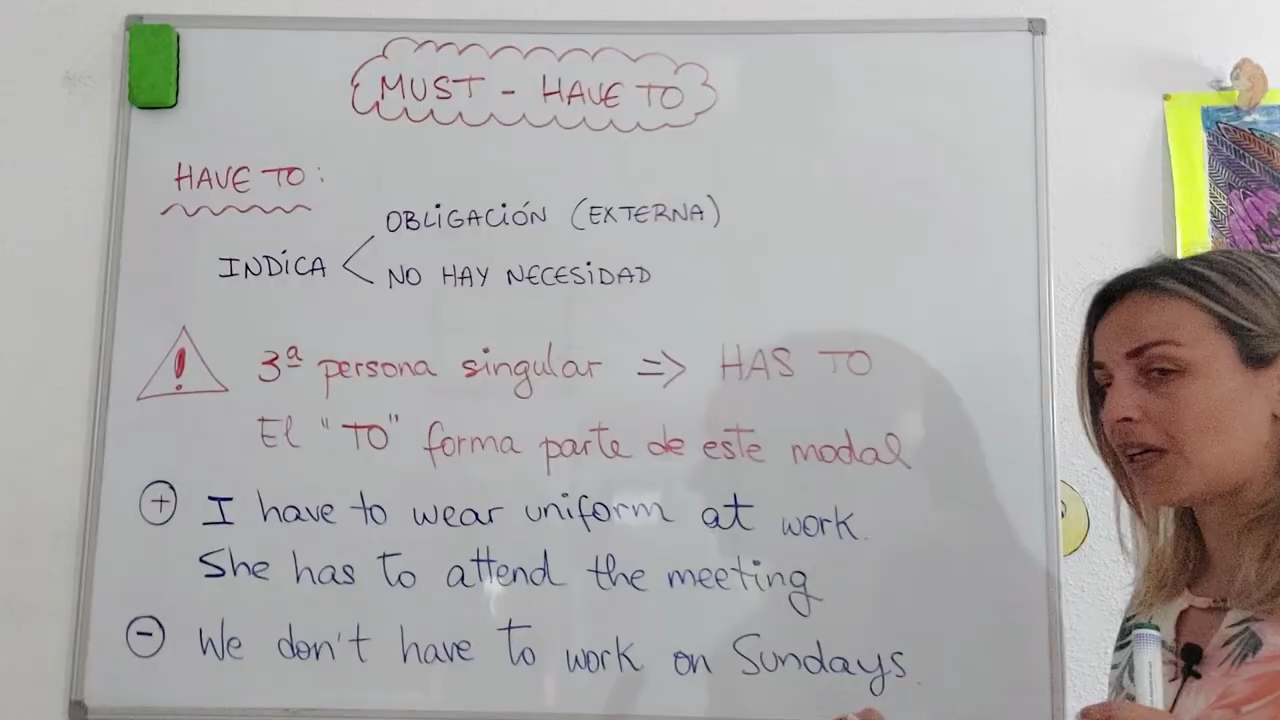 MUST - HAVE TO
HAVE TO:
OBLIGACIÓN (EXTERNA)
INDICA
NO HAY NECESIDAD
! 3ª persona singular => HAS TO
El "TO" forma parte de este modal
+ I have to wear uniform at work.
She has to attend the meeting
- We don't have to work on Sundays.